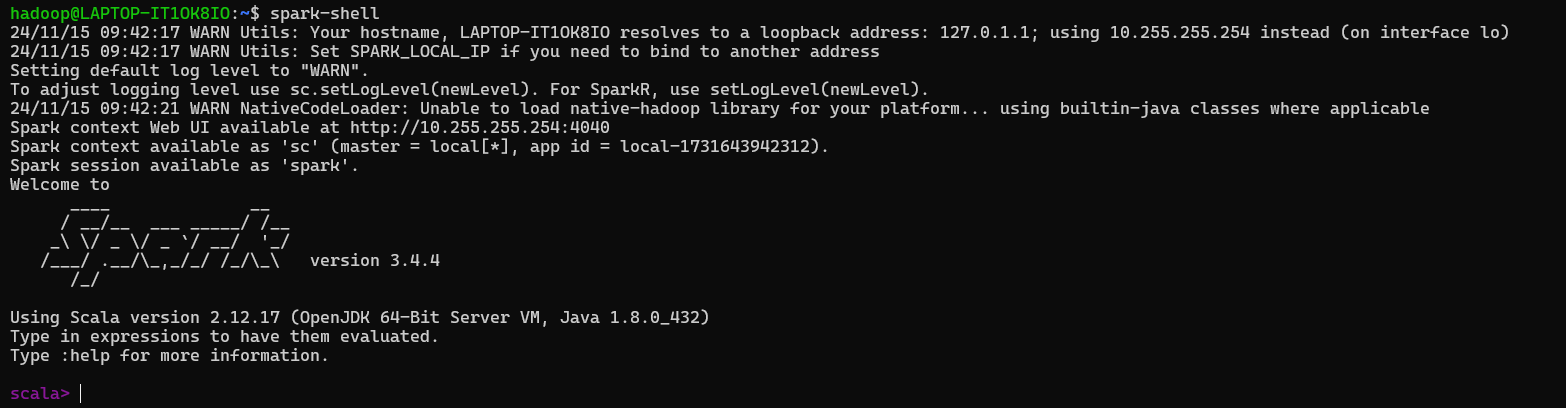 hadoop@LAPTOP-IT1OK8IO:~$ spark-shell
24/11/15 09:42:17 WARN Utils: Your hostname, LAPTOP-IT1OK8IO resolves to a loopback address: 127.0.1.1; using 10.255.255.254 instead (on interface lo)
24/11/15 09:42:17 WARN Utils: Set SPARK_LOCAL_IP if you need to bind to another address
Setting default log level to "WARN".
To adjust logging level use sc.setLogLevel(newLevel). For SparkR, use setLogLevel(newLevel).
24/11/15 09:42:21 WARN NativeCodeLoader: Unable to load native-hadoop library for your platform... using builtin-java classes where applicable
Spark context Web UI available at http://10.255.255.254:4040
Spark context available as 'sc' (master = local[*], app id = local-1731643942312).
Spark session available as 'spark'.
Welcome to
      ____              __
     / __/__  ___ _____/ /__
    _\ \/ _ \/ _ `/ __/  '_/
   /___/ .__/\_,_/_/ /_/\_\   version 3.4.4
      /_/
Using Scala version 2.12.17 (OpenJDK 64-Bit Server VM, Java 1.8.0_432)
Type in expressions to have them evaluated.
Type :help for more information.
scala>